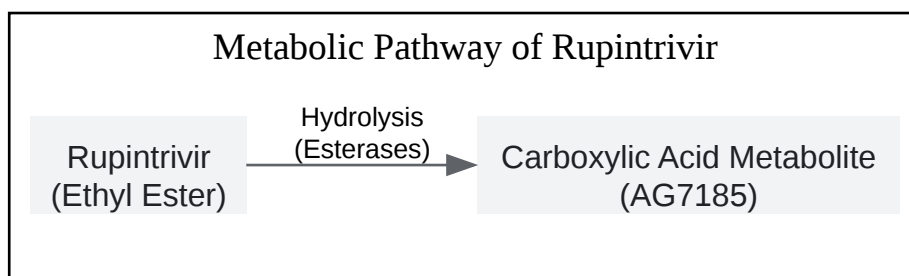 Metabolic Pathway of Rupintrivir
Hydrolysis
(Esterases)
Rupintrivir
(Ethyl Ester)
Carboxylic Acid Metabolite
(AG7185)